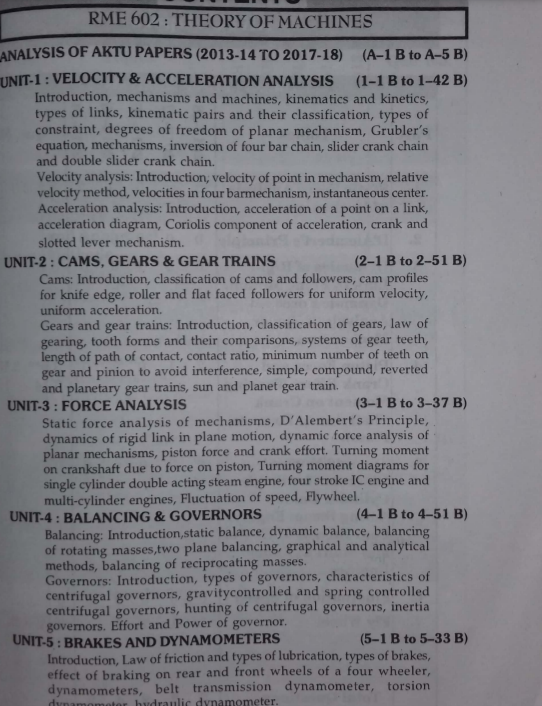 CONTENTS
RME 602 : THEORY OF MACHINES
ANALYSIS OF AKTU PAPERS (2013-14 TO 2017-18) (A–1 B to A–5 B)
UNIT-1 : VELOCITY & ACCELERATION ANALYSIS (1–1 B to 1–42 B)
Introduction, mechanisms and machines, kinematics and kinetics,
types of links, kinematic pairs and their classification, types of
constraint, degrees of freedom of planar mechanism, Grubler's
equation, mechanisms, inversion of four bar chain, slider crank chain
and double slider crank chain.
Velocity analysis: Introduction, velocity of point in mechanism, relative
velocity method, velocities in four barmechanism, instantaneous center.
Acceleration analysis: Introduction, acceleration of a point on a link,
acceleration diagram, Coriolis component of acceleration, crank and
slotted lever mechanism.
UNIT-2 : CAMS, GEARS & GEAR TRAINS (2–1 B to 2–51 B)
Cams: Introduction, classification of cams and followers, cam profiles
for knife edge, roller and flat faced followers for uniform velocity,
uniform acceleration.
Gears and gear trains: Introduction, classification of gears, law of
gearing, tooth forms and their comparisons, systems of gear teeth,
length of path of contact, contact ratio, minimum number of teeth on
gear and pinion to avoid interference, simple, compound, reverted
and planetary gear trains, sun and planet gear train.
UNIT-3 : FORCE ANALYSIS (3–1 B to 3–37 B)
Static force analysis of mechanisms, D'Alembert's Principle,
dynamics of rigid link in plane motion, dynamic force analysis of
planar mechanisms, piston force and crank effort. Turning moment
on crankshaft due to force on piston, Turning moment diagrams for
single cylinder double acting steam engine, four stroke IC engine and
multi-cylinder engines, Fluctuation of speed, Flywheel.
UNIT-4 : BALANCING & GOVERNORS (4–1 B to 4–51 B)
Balancing: Introduction,static balance, dynamic balance, balancing
of rotating masses,two plane balancing, graphical and analytical
methods, balancing of reciprocating masses.
Governors: Introduction, types of governors, characteristics of
centrifugal governors, gravitycontrolled and spring controlled
centrifugal governors, hunting of centrifugal governors, inertia
governors. Effort and Power of governor.
UNIT-5 : BRAKES AND DYNAMOMETERS (5–1 B to 5–33 B)
Introduction, Law of friction and types of lubrication, types of brakes,
effect of braking on rear and front wheels of a four wheeler,
dynamometers, belt transmission dynamometer, torsion
dynamometer, hydraulic dynamometer.